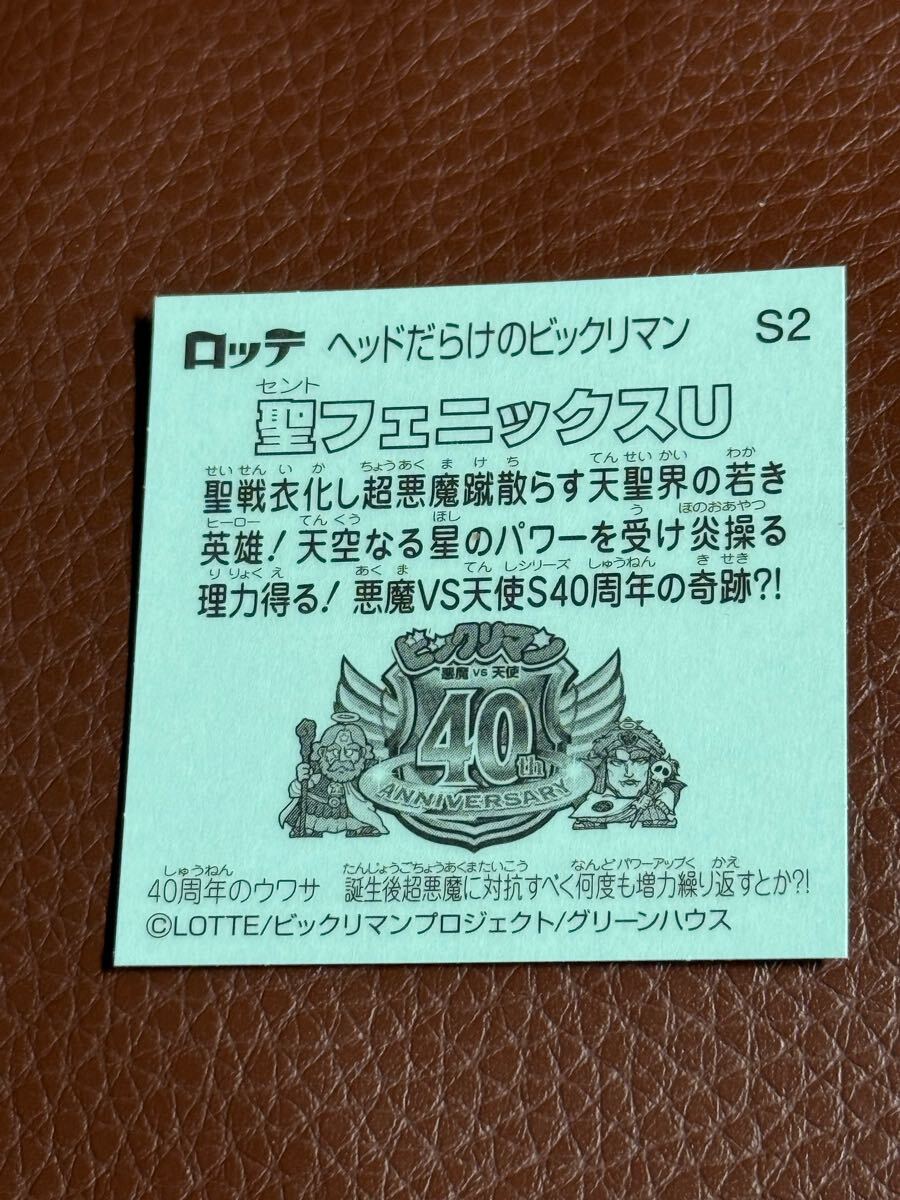 ロッテ ヘッドだらけのビックリマン S2
セント
聖フェニックスU
せいせんいか ちょうあくまけち てんせいかい わか
聖戦衣化し超悪魔蹴散らす天聖界の若き
ヒーロー てんくう ほし う ほのおあやつ
英雄！天空なる星のパワーを受け炎操る
りりょくえ あくま てんしシリーズ しゅうねん きせき
理力得る！悪魔VS天使S40周年の奇跡?!
ビックリマン
悪魔 VS 天使
40th
ANNIVERSARY
しゅうねん たんじょうごちょうあくまたいこう なんどパワーアップくかえ
40周年のウワサ 誕生後超悪魔に対抗すべく何度も増力繰り返すとか?!
©LOTTE/ビックリマンプロジェクト/グリーンハウス